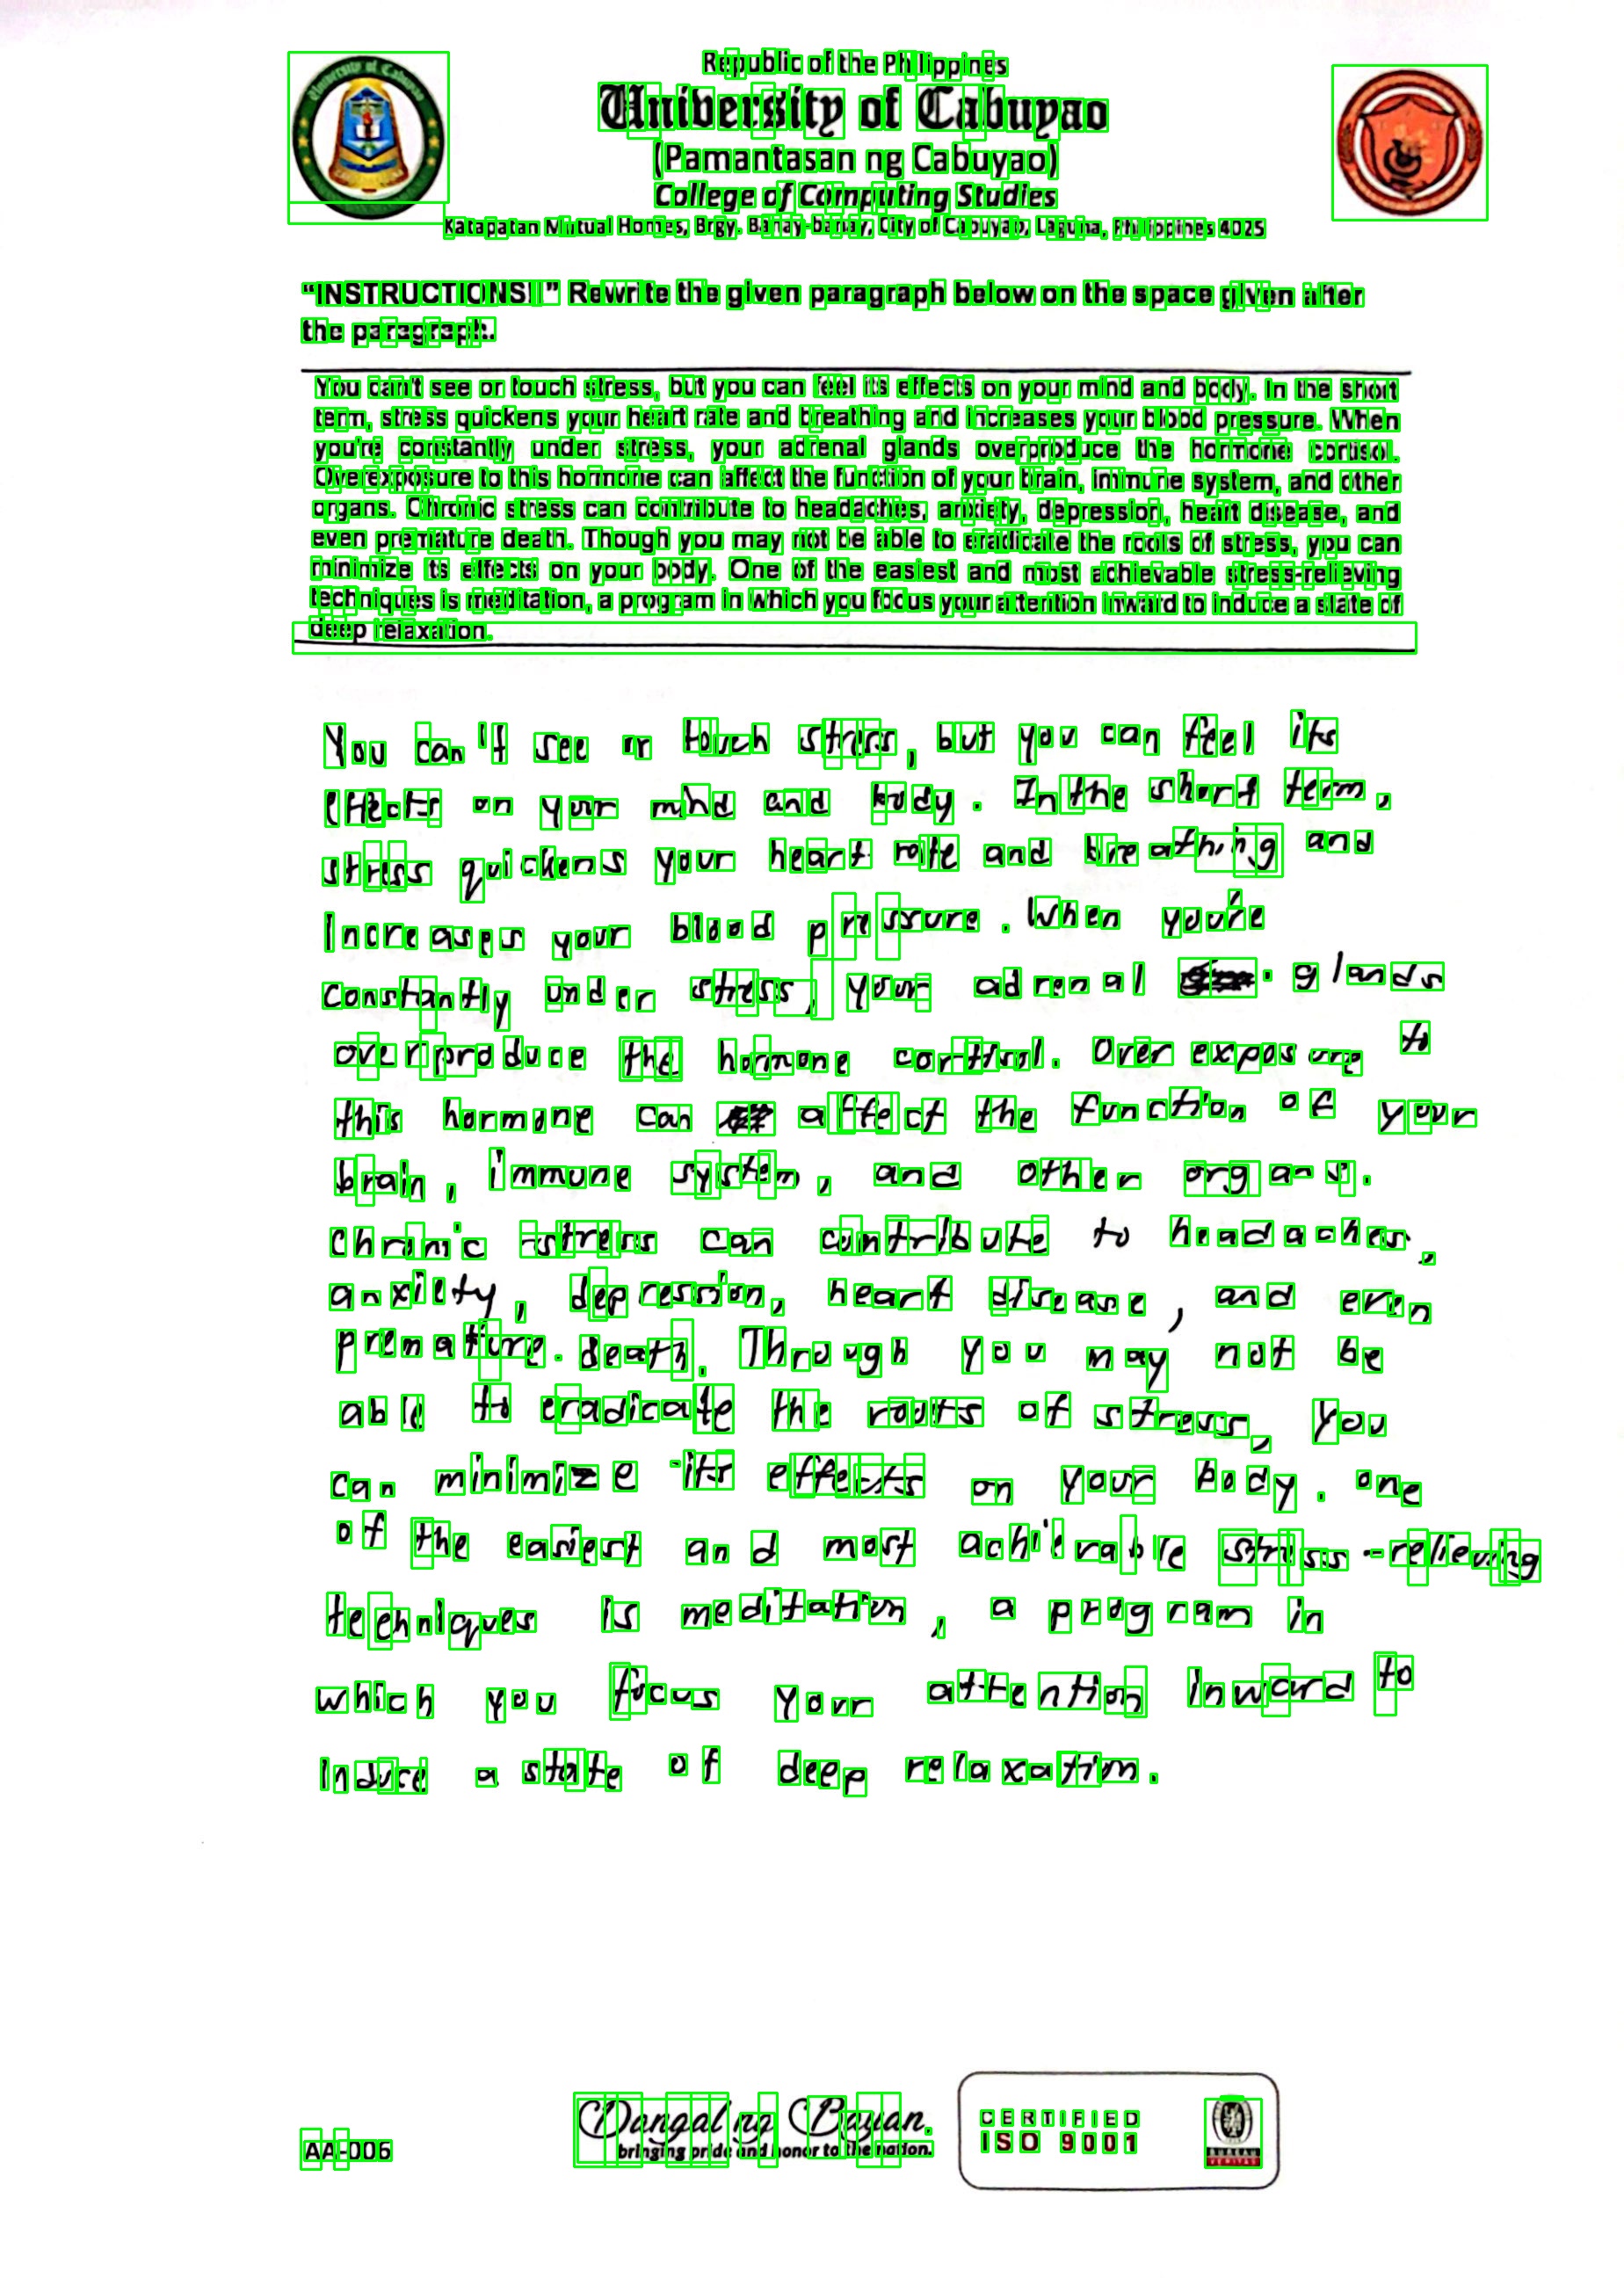 Republic of the Philippines
University of Cabuyao
(Pamantasan ng Cabuyao)
College of Computing Studies
Katapatan Mutual Homes, Brgy. Banay-banay, City of Cabuyao, Laguna, Philippines 4025
“INSTRUCTIONS!!” Rewrite the given paragraph below on the space given after
the paragraph.
You can't see or touch stress, but you can feel its effects on your mind and body. In the short
term, stress quickens your heart rate and breathing and increases your blood pressure. When
you're constantly under stress, your adrenal glands overproduce the hormone cortisol.
Overexposure to this hormone can affect the function of your brain, immune system, and other
organs. Chronic stress can contribute to headaches, anxiety, depression, heart disease, and
even premature death. Though you may not be able to eradicate the roots of stress, you can
minimize its effects on your body. One of the easiest and most achievable stress-relieving
techniques is meditation, a program in which you focus your attention inward to induce a state of
deep relaxation.
You can't see or touch stress, but you can feel its
effects on your mind and body. In the short term,
stress quickens your heart rate and breathing and
increases your blood pressure. When you're
constantly under stress, your adrenal glands
overproduce the hormone cortisol. Over exposure to
this hormone can affect the function of your
brain, immune system, and other organs.
Chronic stress can contribute to headaches,
anxiety, depression, heart disease, and even
premature death. Through you may not be
able to eradicate the roots of stress, you
can minimize its effects on your body. one
of the easiest and most achievable stress-relieving
techniques is meditation, a program in
which you focus your attention inward to
induce a state of deep relaxation.
AA-006
Dangal ng Bayan.
bringing pride and honor to the nation.
CERTIFIED
ISO 9001
BUREAU
VERITAS